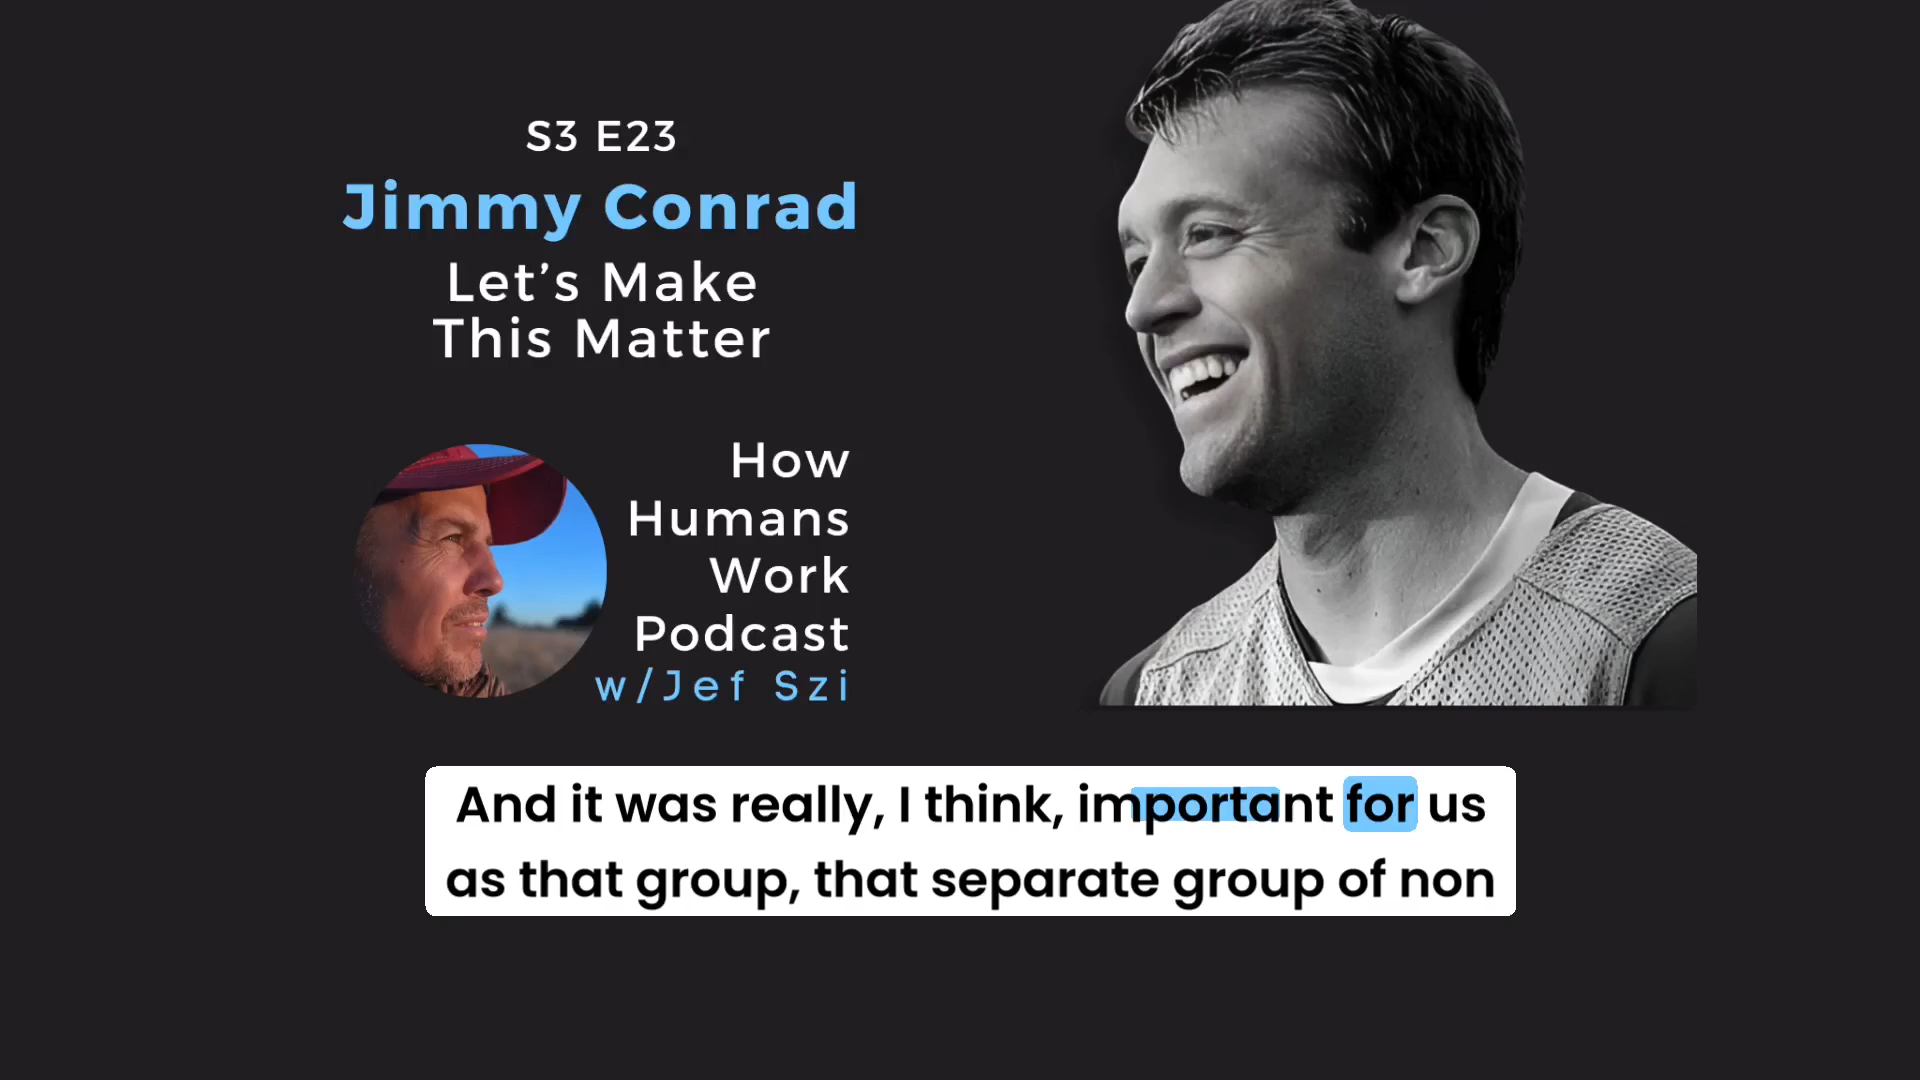 S3 E23
Jimmy Conrad
Let’s Make
This Matter
How
Humans
Work
Podcast
w/Jef Szi
And it was really, I think, important for us
as that group, that separate group of non